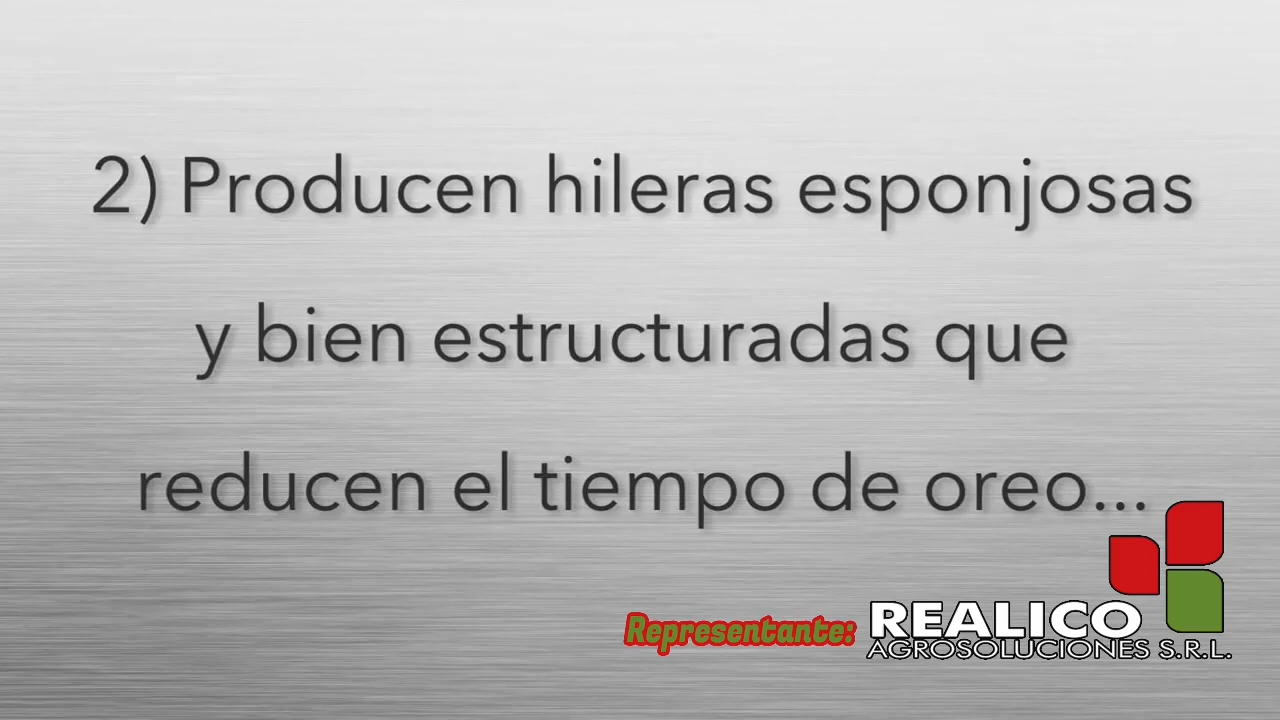 2) Producen hileras esponjosas
y bien estructuradas que
reducen el tiempo de oreo...
Representante: REALICO
AGROSOLUCIONES S.R.L.